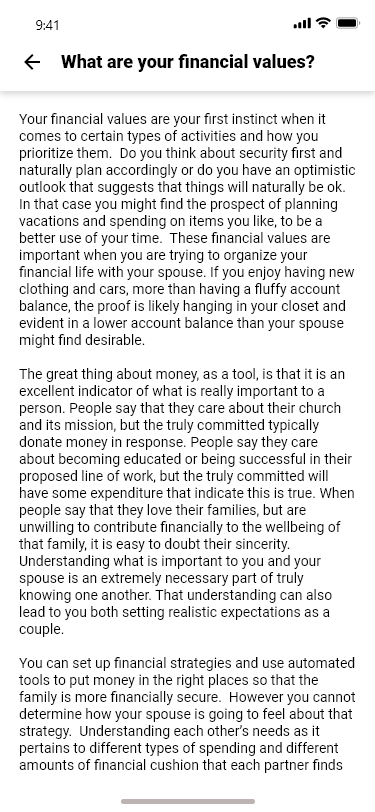 9:41
What are your financial values?
Your financial values are your first instinct when it
comes to certain types of activities and how you
prioritize them.  Do you think about security first and
naturally plan accordingly or do you have an optimistic
outlook that suggests that things will naturally be ok.
In that case you might find the prospect of planning
vacations and spending on items you like, to be a
better use of your time.  These financial values are
important when you are trying to organize your
financial life with your spouse. If you enjoy having new
clothing and cars, more than having a fluffy account
balance, the proof is likely hanging in your closet and
evident in a lower account balance than your spouse
might find desirable.
The great thing about money, as a tool, is that it is an
excellent indicator of what is really important to a
person. People say that they care about their church
and its mission, but the truly committed typically
donate money in response. People say they care
about becoming educated or being successful in their
proposed line of work, but the truly committed will
have some expenditure that indicate this is true. When
people say that they love their families, but are
unwilling to contribute financially to the wellbeing of
that family, it is easy to doubt their sincerity.
Understanding what is important to you and your
spouse is an extremely necessary part of truly
knowing one another. That understanding can also
lead to you both setting realistic expectations as a
couple.
You can set up financial strategies and use automated
tools to put money in the right places so that the
family is more financially secure.  However you cannot
determine how your spouse is going to feel about that
strategy.  Understanding each other's needs as it
pertains to different types of spending and different
amounts of financial cushion that each partner finds